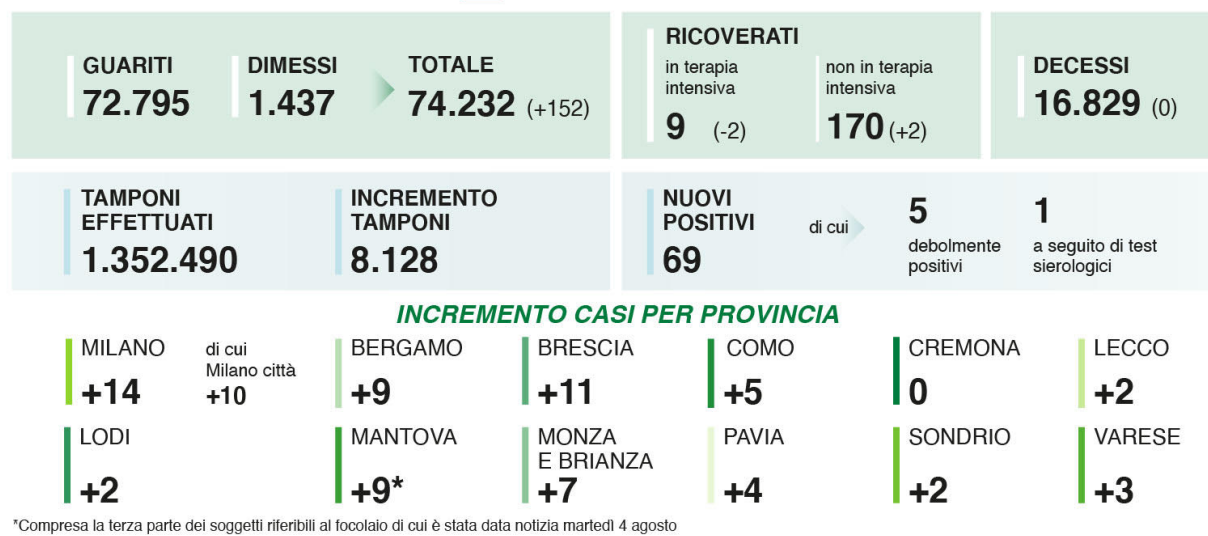 GUARITI
72.795
DIMESSI
1.437
TOTALE
74.232 (+152)
RICOVERATI
in terapia
intensiva
9 (-2)
non in terapia
intensiva
170 (+2)
DECESSI
16.829 (0)
TAMPONI
EFFETTUATI
1.352.490
INCREMENTO
TAMPONI
8.128
NUOVI
POSITIVI
69
di cui
5
debolmente
positivi
1
a seguito di test
sierologici
INCREMENTO CASI PER PROVINCIA
MILANO
+14
di cui
Milano città
+10
BERGAMO
+9
BRESCIA
+11
COMO
+5
CREMONA
0
LECCO
+2
LODI
+2
MANTOVA
+9*
MONZA
E BRIANZA
+7
PAVIA
+4
SONDRIO
+2
VARESE
+3
*Compresa la terza parte dei soggetti riferibili al focolaio di cui è stata data notizia martedì 4 agosto